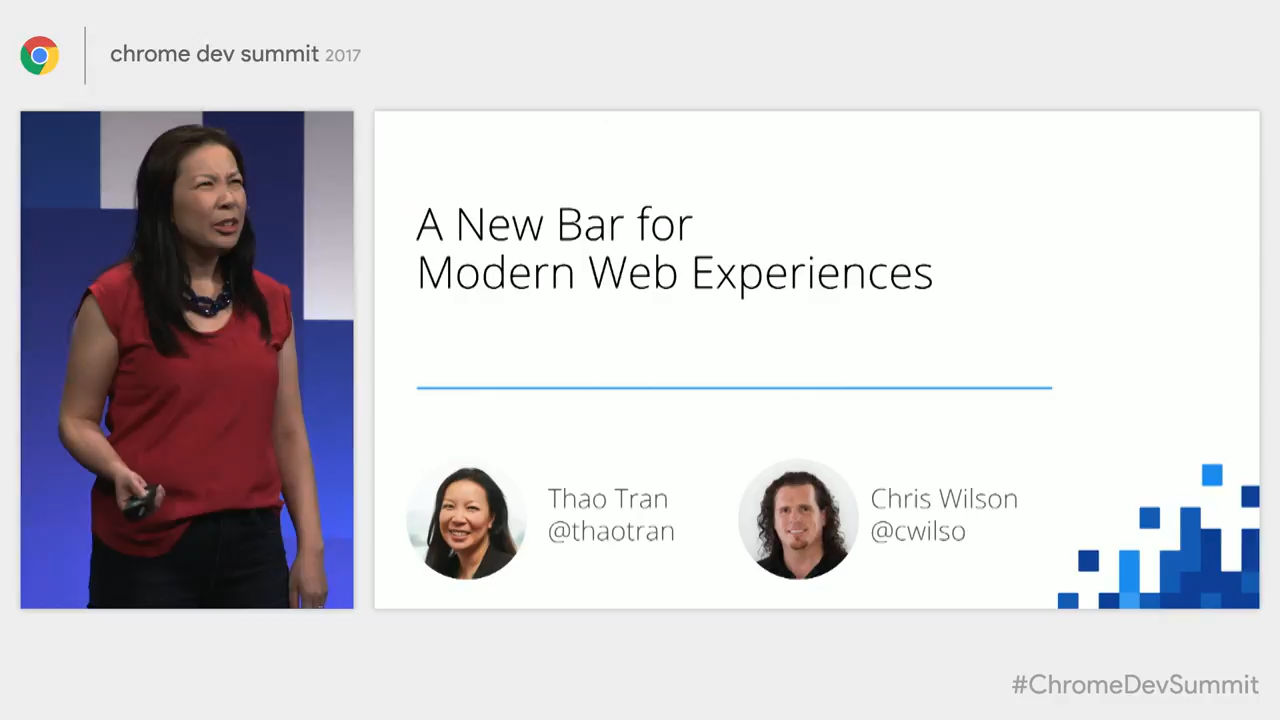 chrome dev summit 2017
A New Bar for
Modern Web Experiences
Thao Tran
@thaotran
Chris Wilson
@cwilso
#ChromeDevSummit